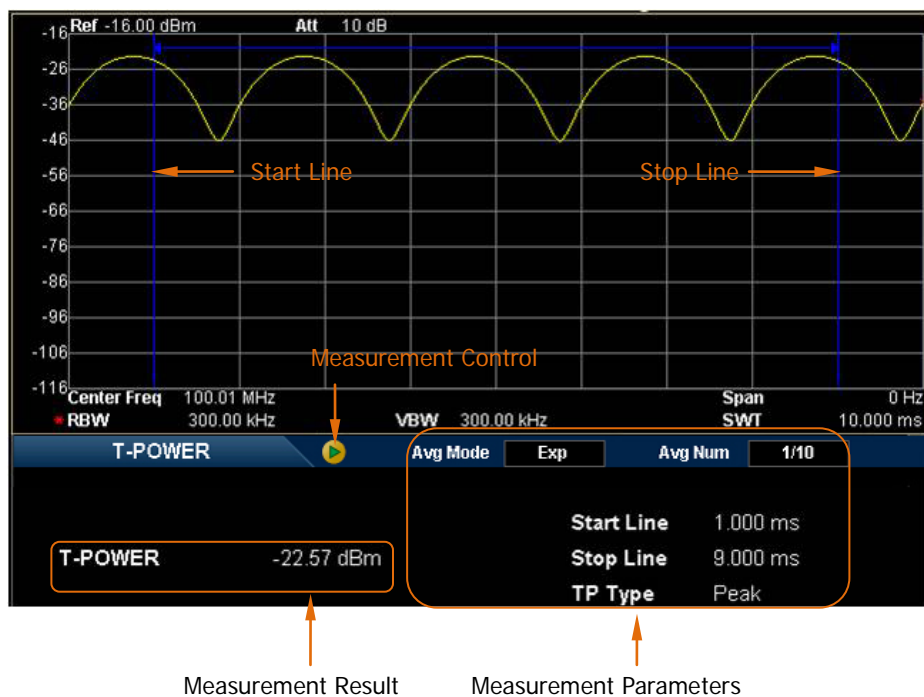 Ref -16.00 dBm Att 10 dB
-16
-26
-36
-46
-56 Start Line Stop Line
-66
-76
-86
-96
-106
Measurement Control
-116
Center Freq 100.01 MHz Span 0 Hz
RBW 300.00 kHz VBW 300.00 kHz SWT 10.000 ms
T-POWER Avg Mode Exp Avg Num 1/10
Start Line 1.000 ms
T-POWER -22.57 dBm Stop Line 9.000 ms
TP Type Peak
Measurement Result Measurement Parameters